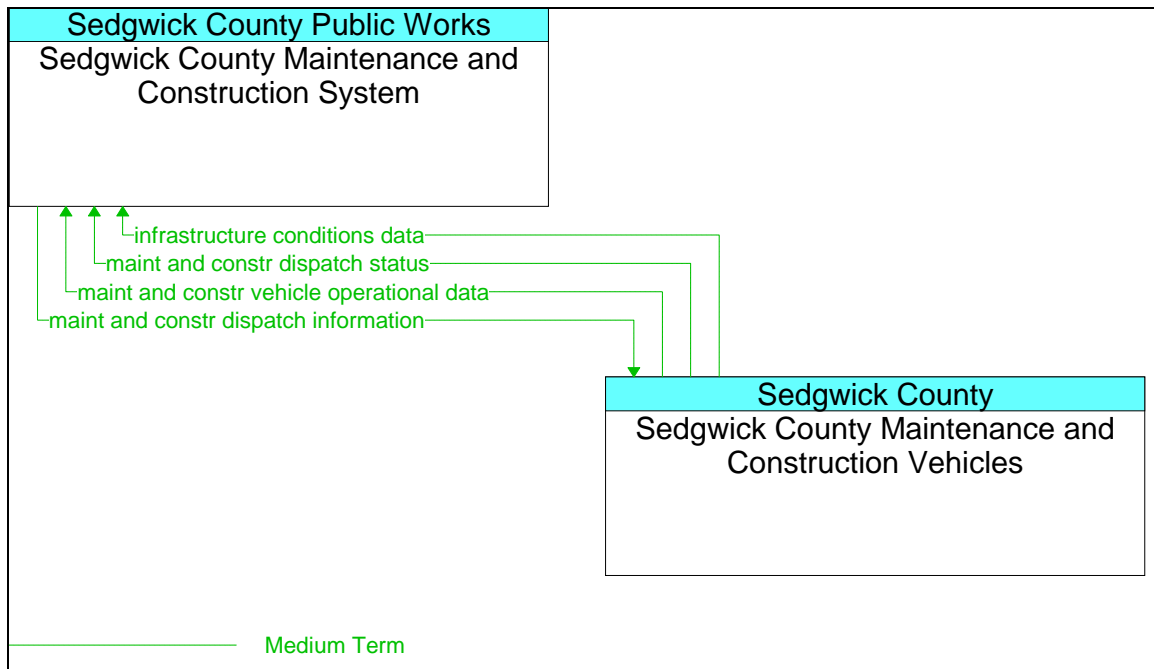 Sedgwick County Public Works
Sedgwick County Maintenance and
Construction System
infrastructure conditions data
maint and constr dispatch status
maint and constr vehicle operational data
maint and constr dispatch information
Sedgwick County
Sedgwick County Maintenance and
Construction Vehicles
Medium Term